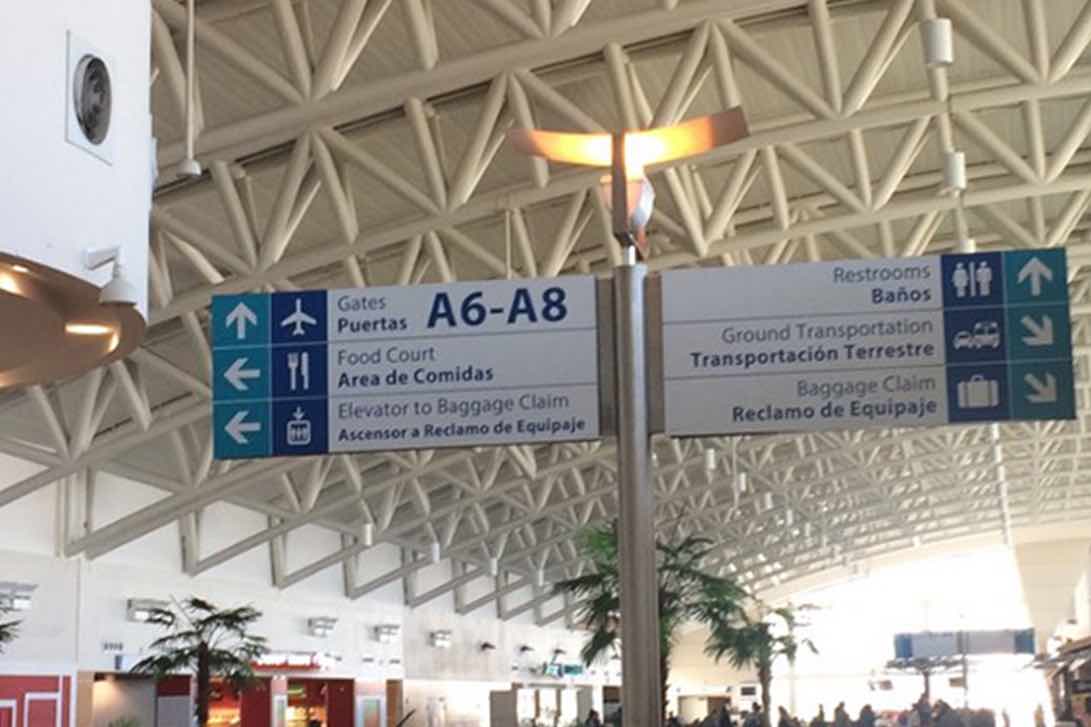 Gates
Puertas A6-A8
Food Court
Area de Comidas
Elevator to Baggage Claim
Ascensor a Reclamo de Equipaje
Restrooms
Baños
Ground Transportation
Transportación Terrestre
Baggage Claim
Reclamo de Equipaje